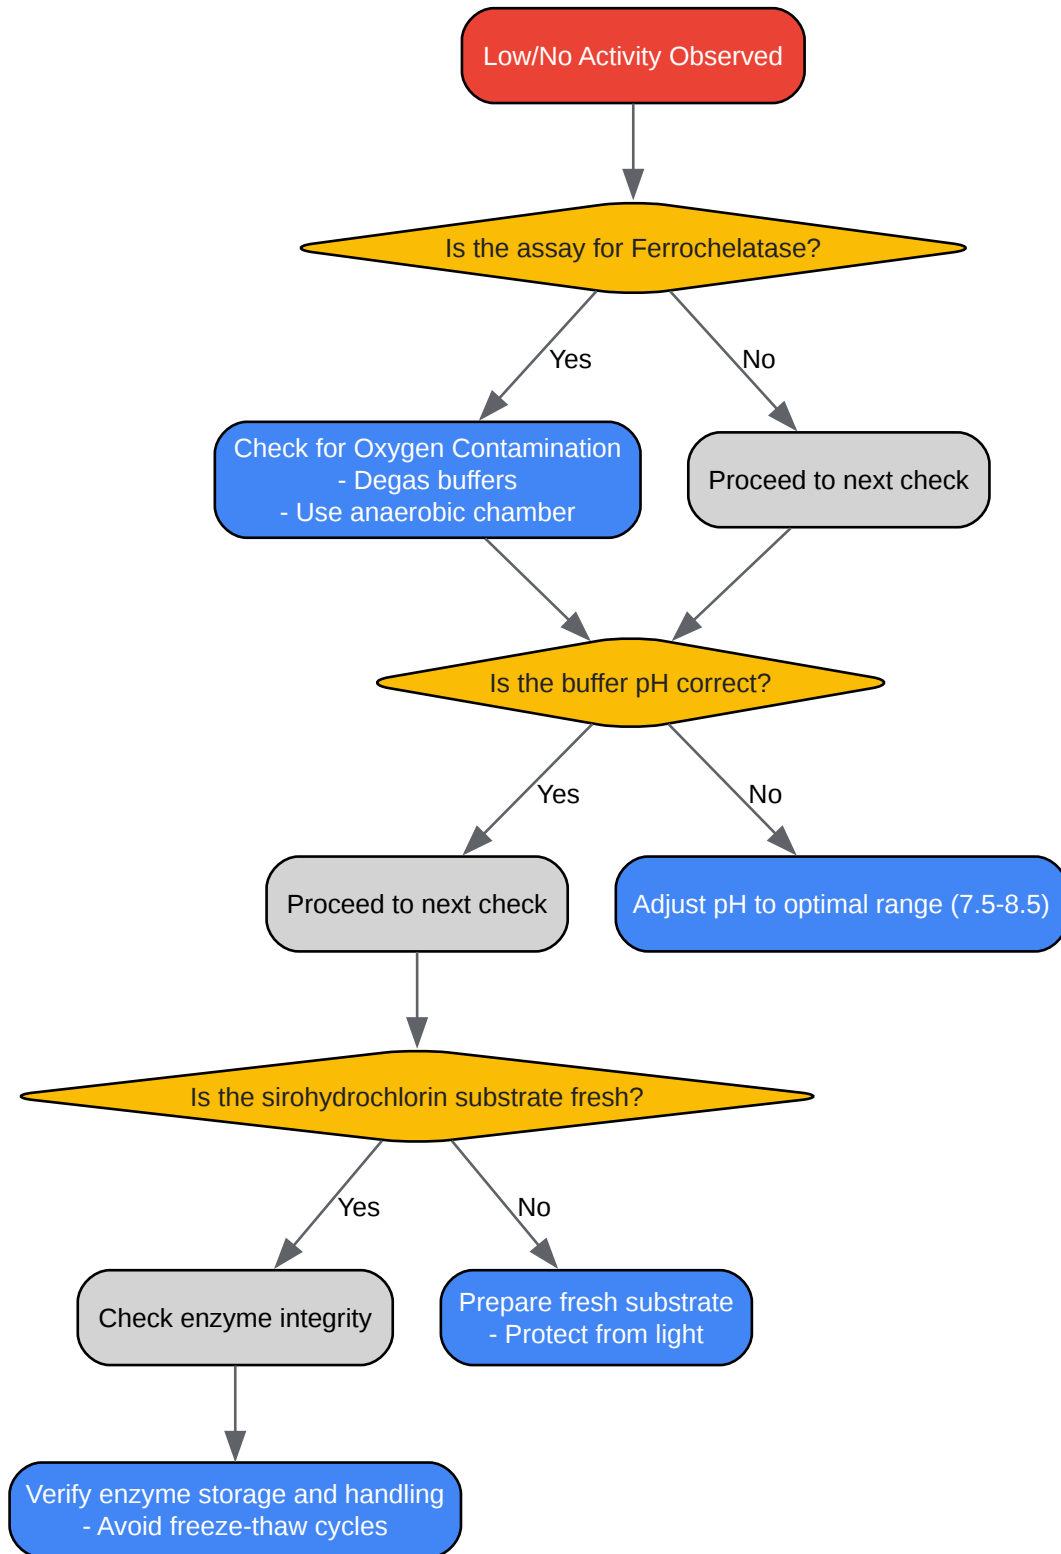 Low/No Activity Observed
Is the assay for Ferrochelatase?
Yes
No
Check for Oxygen Contamination
- Degas buffers
- Use anaerobic chamber
Proceed to next check
Is the buffer pH correct?
Yes
No
Proceed to next check
Adjust pH to optimal range (7.5-8.5)
Is the sirohydrochlorin substrate fresh?
Yes
No
Check enzyme integrity
Prepare fresh substrate
- Protect from light
Verify enzyme storage and handling
- Avoid freeze-thaw cycles